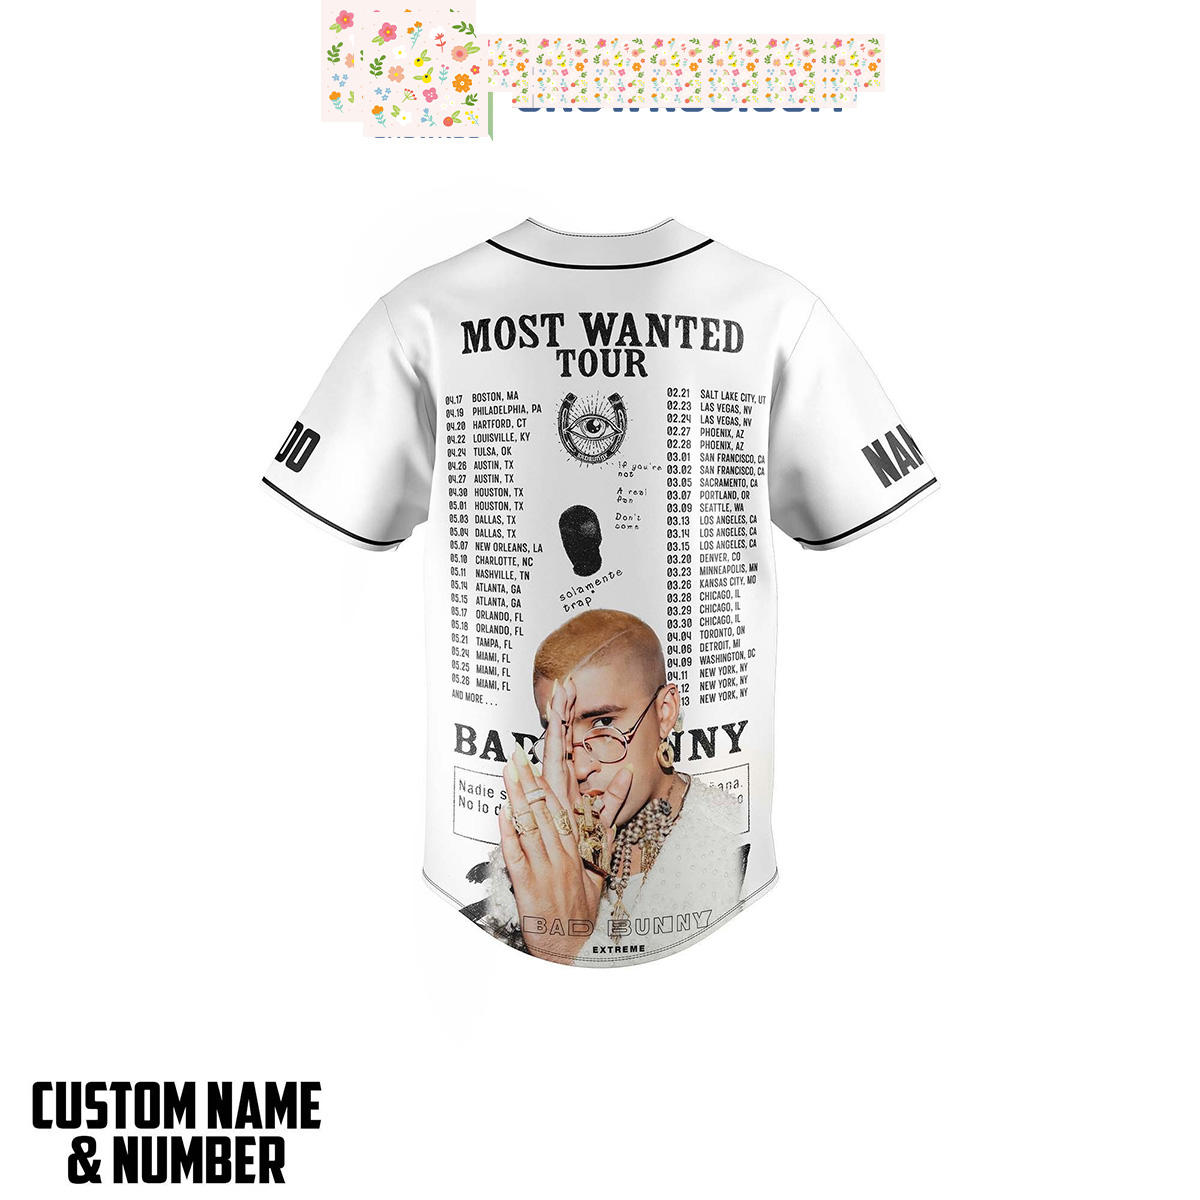 MOST WANTED
TOUR
04.17 BOSTON, MA
04.19 PHILADELPHIA, PA
04.20 HARTFORD, CT
04.22 LOUISVILLE, KY
04.24 TULSA, OK
04.26 AUSTIN, TX
04.27 AUSTIN, TX
04.30 HOUSTON, TX
05.01 HOUSTON, TX
05.03 DALLAS, TX
05.04 DALLAS, TX
05.07 NEW ORLEANS, LA
05.10 CHARLOTTE, NC
05.11 NASHVILLE, TN
05.14 ATLANTA, GA
05.15 ATLANTA, GA
05.17 ORLANDO, FL
05.18 ORLANDO, FL
05.21 TAMPA, FL
05.24 MIAMI, FL
05.25 MIAMI, FL
05.26 MIAMI, FL
AND MORE . . .
If you're
not
A real
fan
Don't
come
solamente
trap
02.21 SALT LAKE CITY, UT
02.23 LAS VEGAS, NV
02.24 LAS VEGAS, NV
02.27 PHOENIX, AZ
02.28 PHOENIX, AZ
03.01 SAN FRANCISCO, CA
03.02 SAN FRANCISCO, CA
03.05 SACRAMENTO, CA
03.07 PORTLAND, OR
03.09 SEATTLE, WA
03.13 LOS ANGELES, CA
03.14 LOS ANGELES, CA
03.15 LOS ANGELES, CA
03.20 DENVER, CO
03.23 MINNEAPOLIS, MN
03.26 KANSAS CITY, MO
03.28 CHICAGO, IL
03.29 CHICAGO, IL
03.30 CHICAGO, IL
04.04 TORONTO, ON
04.06 DETROIT, MI
04.09 WASHINGTON, DC
04.11 NEW YORK, NY
.12 NEW YORK, NY
13 NEW YORK, NY
00
NAM
BAD NNY
Nadie s ñana.
No lo d o
BAD BUNNY
EXTREME
CUSTOM NAME
& NUMBER